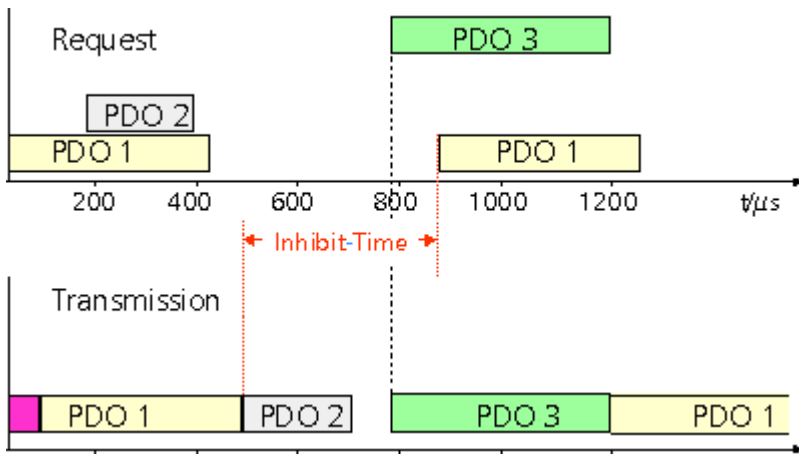 Request
PDO 3
PDO 2
PDO 1
PDO 1
200 400 600 800 1000 1200 t/µs
Inhibit-Time
Transmission
PDO 1 PDO 2 PDO 3 PDO 1